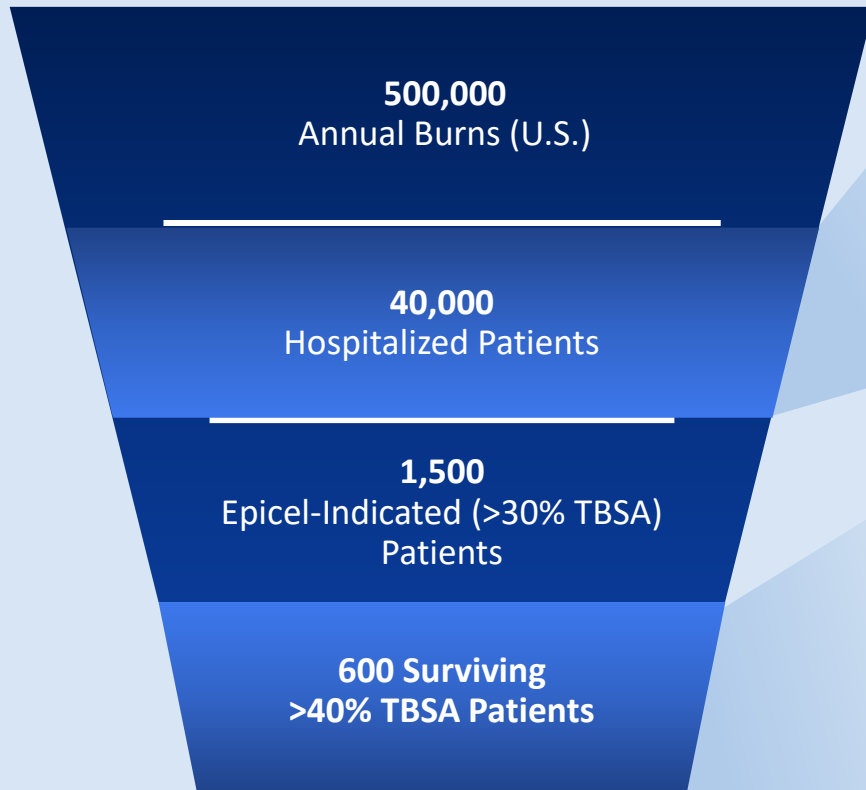 500,000
Annual Burns (U.S.)
40,000
Hospitalized Patients
1,500
Epicel-Indicated (>30% TBSA)
Patients
600 Surviving
>40% TBSA Patients